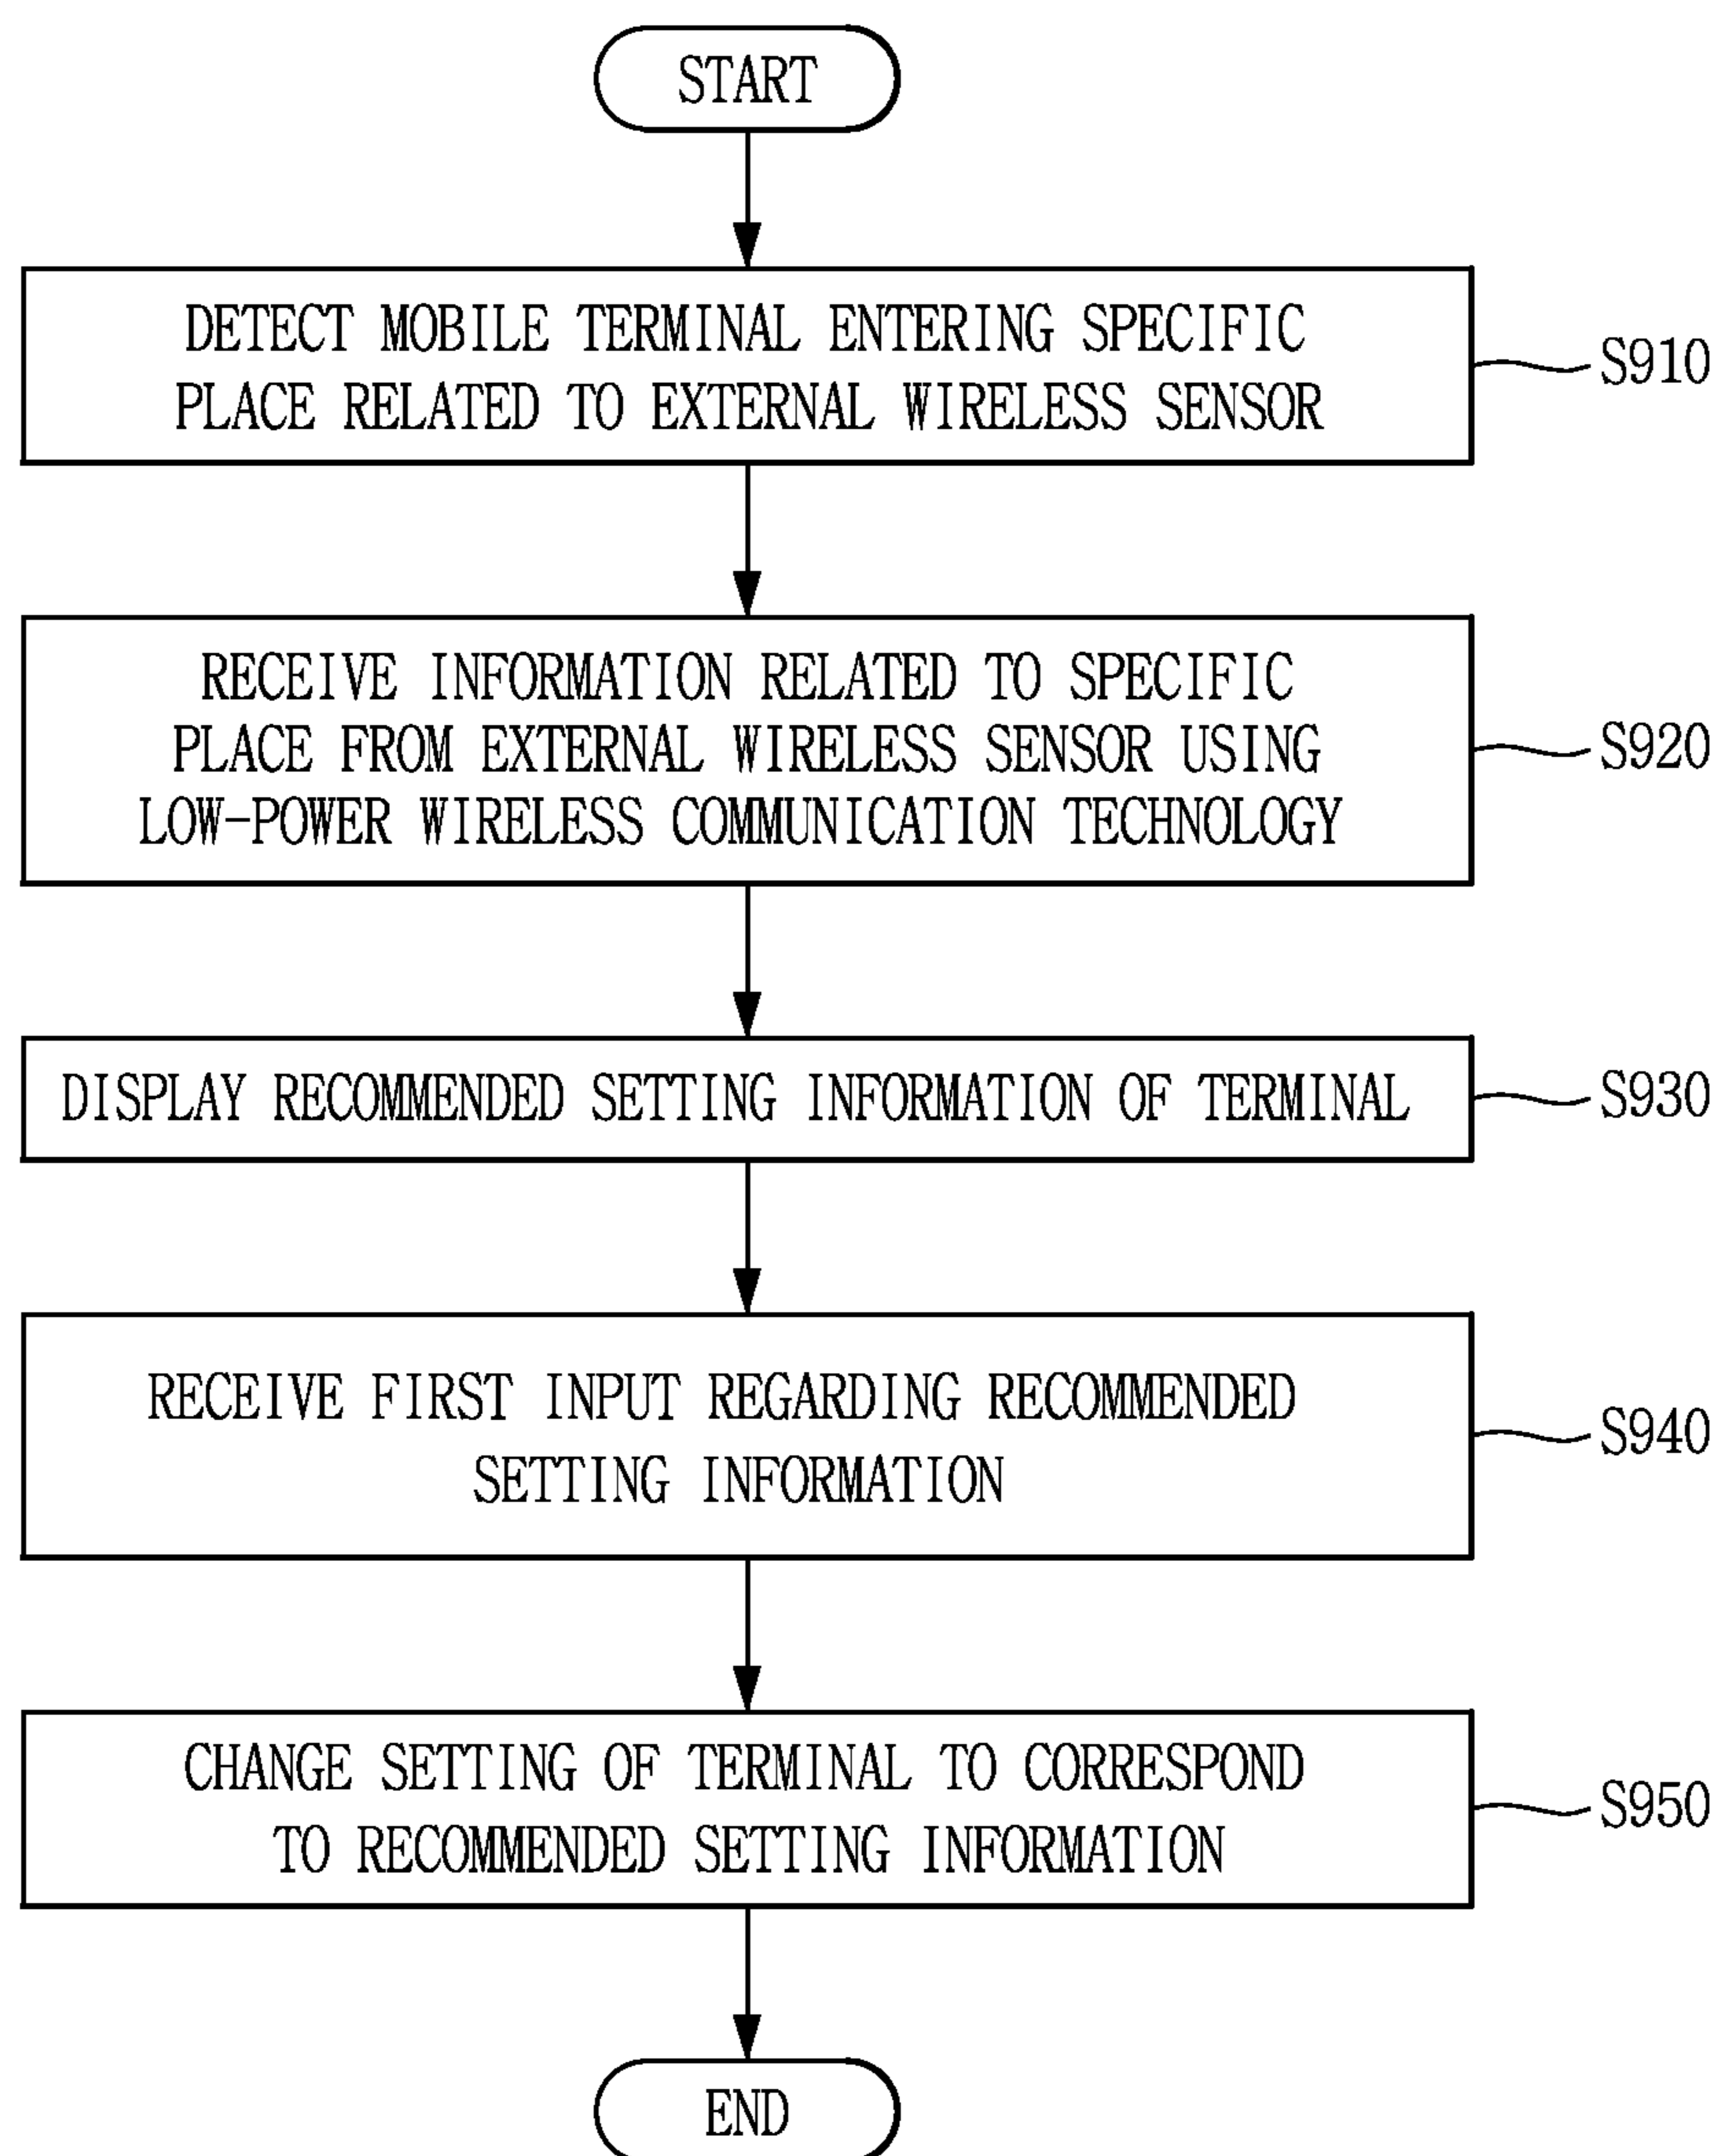 START
DETECT MOBILE TERMINAL ENTERING SPECIFIC
PLACE RELATED TO EXTERNAL WIRELESS SENSOR
S910
RECEIVE INFORMATION RELATED TO SPECIFIC
PLACE FROM EXTERNAL WIRELESS SENSOR USING
LOW-POWER WIRELESS COMMUNICATION TECHNOLOGY
S920
DISPLAY RECOMMENDED SETTING INFORMATION OF TERMINAL
S930
RECEIVE FIRST INPUT REGARDING RECOMMENDED
SETTING INFORMATION
S940
CHANGE SETTING OF TERMINAL TO CORRESPOND
TO RECOMMENDED SETTING INFORMATION
S950
END